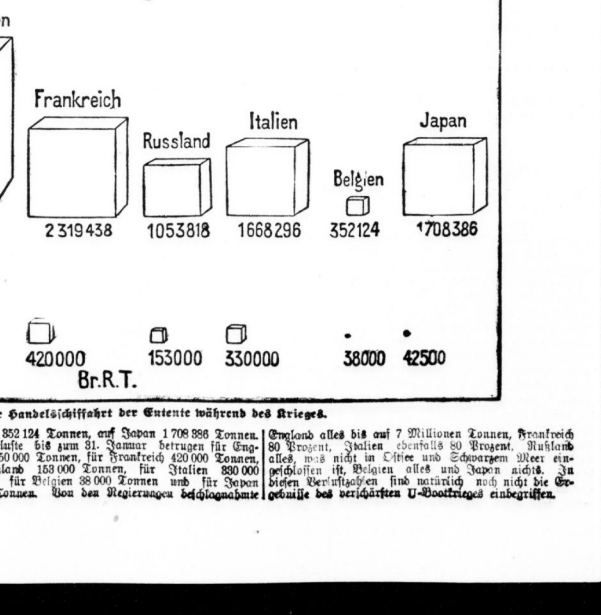 n
Frankreich
Russland
Italien
Belgien
Japan
2319438
1053818
1668296
352124
1708386
420000
153000
330000
38000
42500
Br.R.T.
Handelsschiffahrt der Entente während des Krieges.
352 124 Tonnen, auf Japan 1 708 386 Tonnen.
luste bis zum 31. Januar betrugen für Eng-
50 000 Tonnen, für Frankreich 420 000 Tonnen,
land 153 000 Tonnen, für Italien 330 000
für Belgien 38 000 Tonnen und für Japan
Tonnen. Von den Regierungen beschlagnahmte
England alles bis auf 7 Millionen Tonnen, Frankreich
80 Prozent, Italien ebenfalls 80 Prozent, Rußland
alles, was nicht in Ostsee und Schwarzem Meer ein-
geschlossen ist, Belgien alles und Japan nichts. In
diesen Verlustzahlen sind natürlich noch nicht die Er-
gebnisse des verschärften U-Bootkrieges einbegriffen.